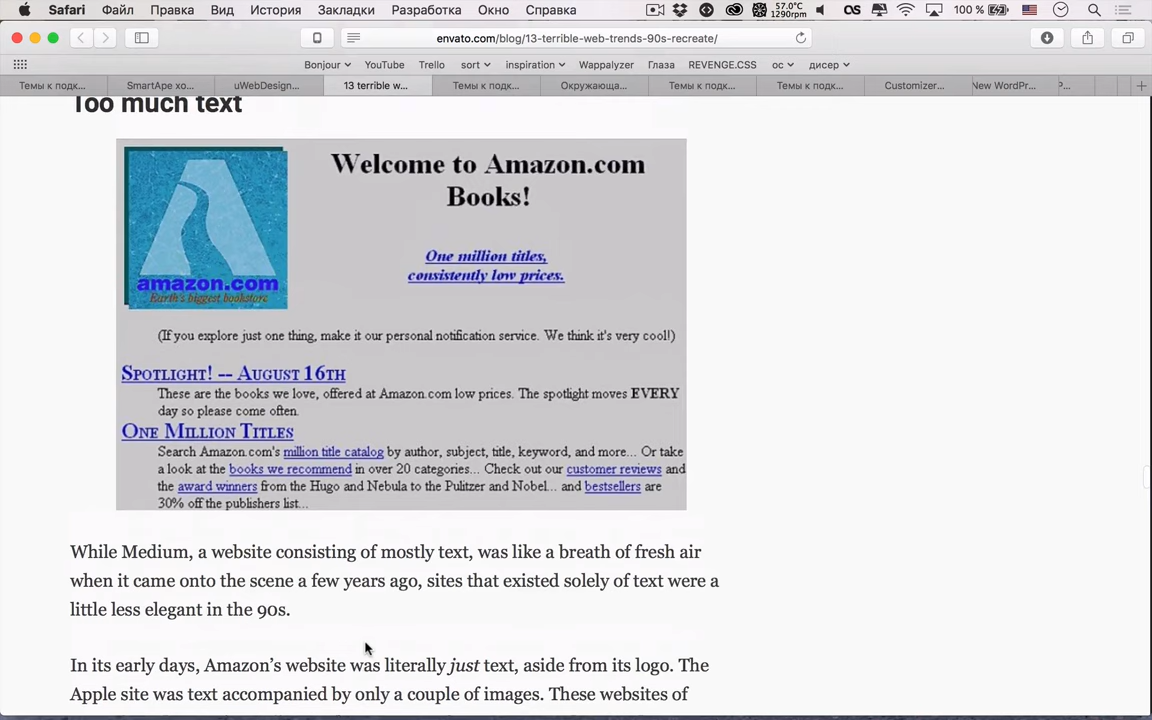 Safari Файл Правка Вид История Закладки Разработка Окно Справка 57.0°C 1290rpm 100 %
envato.com/blog/13-terrible-web-trends-90s-recreate/
Bonjour YouTube Trello sort inspiration Wappalyzer Глаза REVENGE.CSS ос дисер
Темы к подк... SmartApe хо... uWebDesign... 13 terrible w... Темы к подк... Окружающа... Темы к подк... Темы к подк... Customizer... New WordPr... P...
Too much text
Welcome to Amazon.com
Books!
One million titles,
consistently low prices.
amazon.com
Earth's biggest bookstore
(If you explore just one thing, make it our personal notification service. We think it's very cool!)
SPOTLIGHT! -- AUGUST 16TH
These are the books we love, offered at Amazon.com low prices. The spotlight moves EVERY
day so please come often.
ONE MILLION TITLES
Search Amazon.com's million title catalog by author, subject, title, keyword, and more... Or take
a look at the books we recommend in over 20 categories... Check out our customer reviews and
the award winners from the Hugo and Nebula to the Pulitzer and Nobel... and bestsellers are
30% off the publishers list...
While Medium, a website consisting of mostly text, was like a breath of fresh air
when it came onto the scene a few years ago, sites that existed solely of text were a
little less elegant in the 90s.
In its early days, Amazon's website was literally just text, aside from its logo. The
Apple site was text accompanied by only a couple of images. These websites of